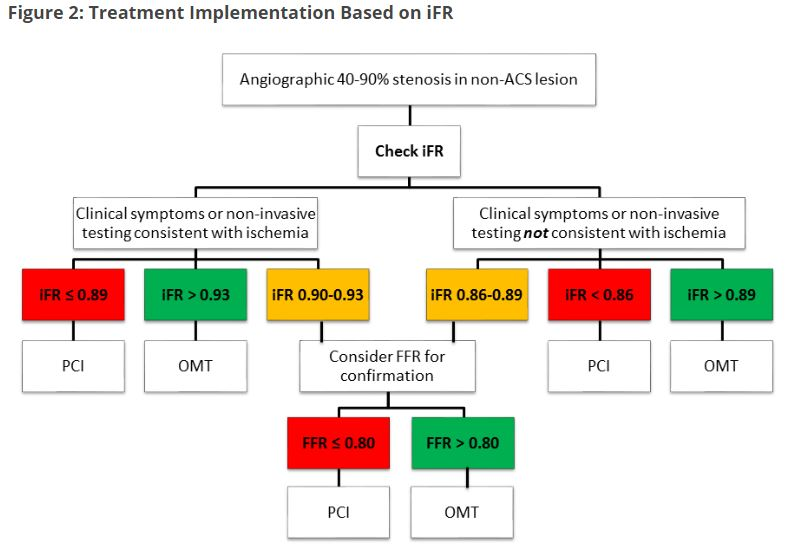 Figure 2: Treatment Implementation Based on iFR
Angiographic 40-90% stenosis in non-ACS lesion
Check iFR
Clinical symptoms or non-invasive
testing consistent with ischemia
Clinical symptoms or non-invasive
testing not consistent with ischemia
iFR ≤ 0.89
iFR > 0.93
iFR 0.90-0.93
iFR 0.86-0.89
iFR < 0.86
iFR > 0.89
PCI
OMT
Consider FFR for
confirmation
PCI
OMT
FFR ≤ 0.80
FFR > 0.80
PCI
OMT